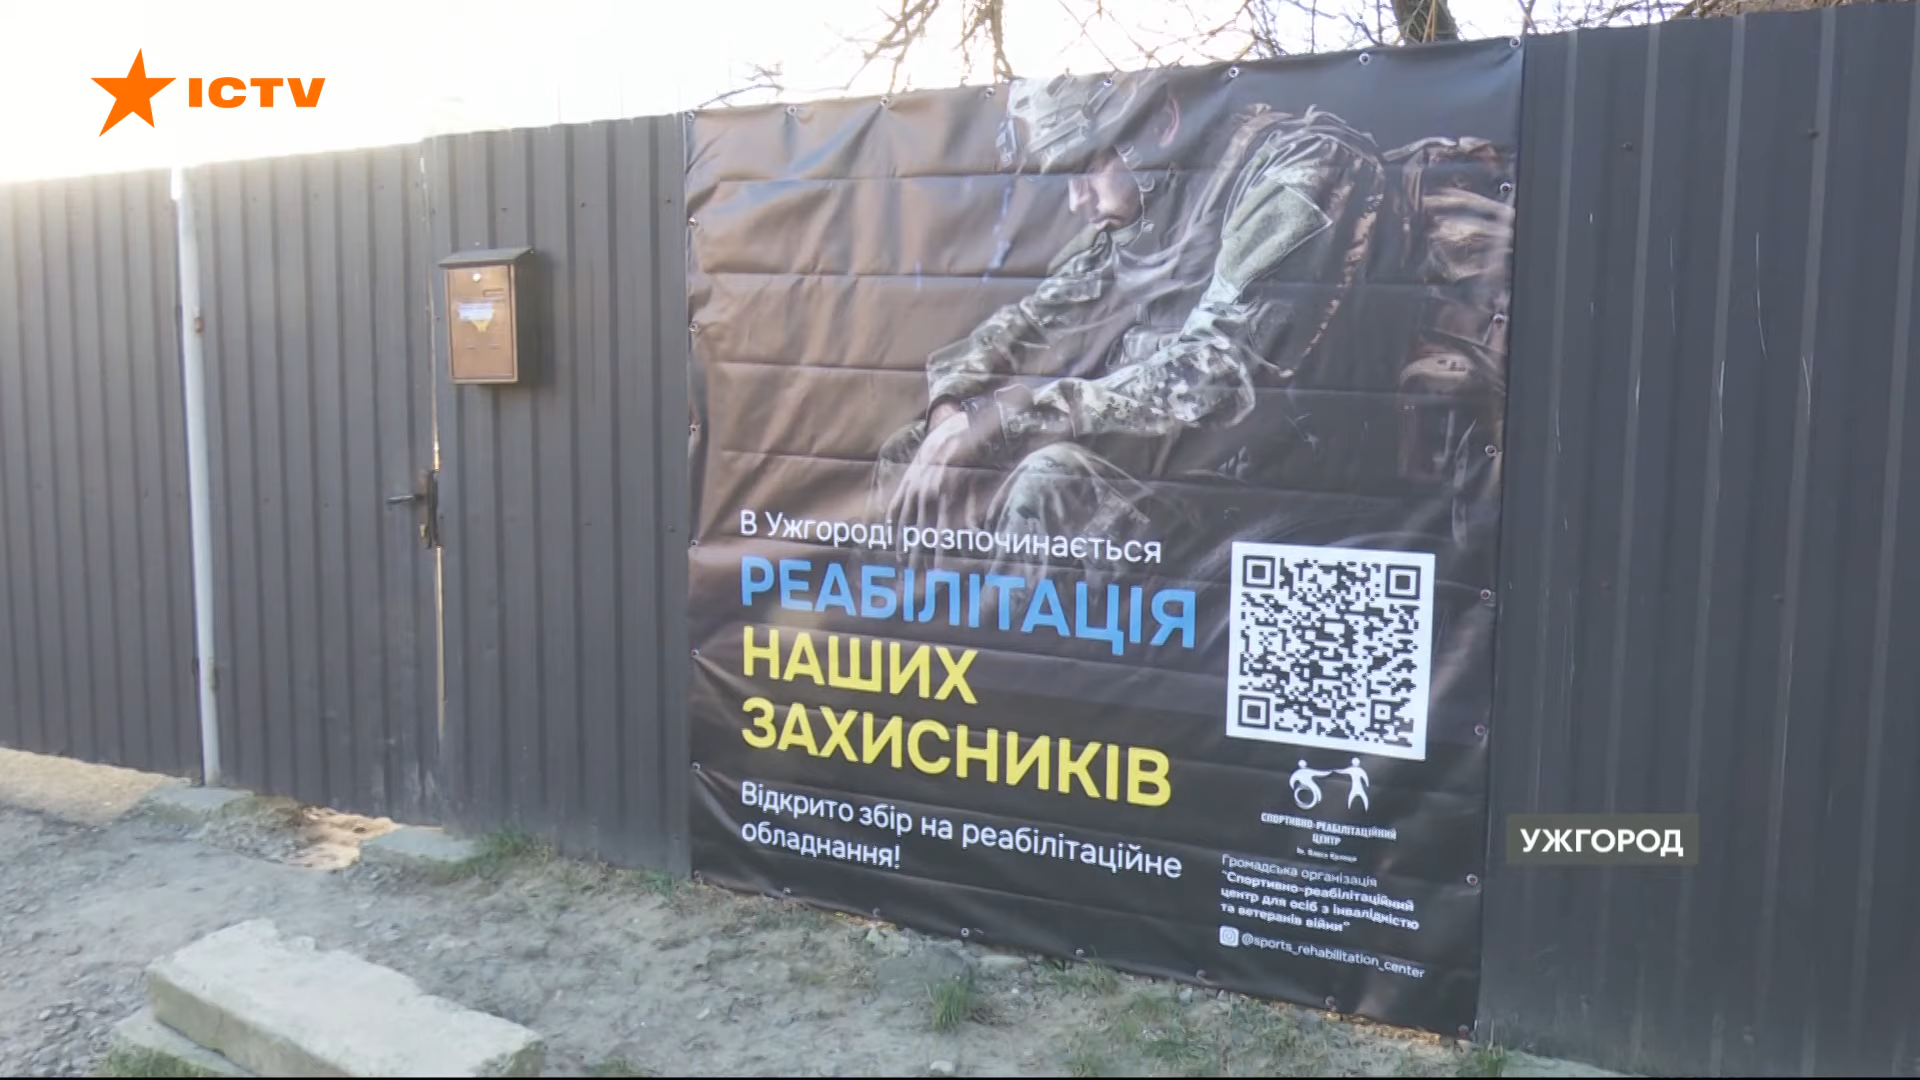 ICTV
В Ужгороді розпочинається
РЕАБІЛІТАЦІЯ
НАШИХ
ЗАХИСНИКІВ
Відкрито збір на реабілітаційне
обладнання!
СПОРТИВНО-РЕАБІЛІТАЦІЙНИЙ
ЦЕНТР
Громадська організація
"Спортивно-реабілітаційний
центр для осіб з інвалідністю
та ветеранів війни"
@sports_rehabilitation_center
УЖГОРОД